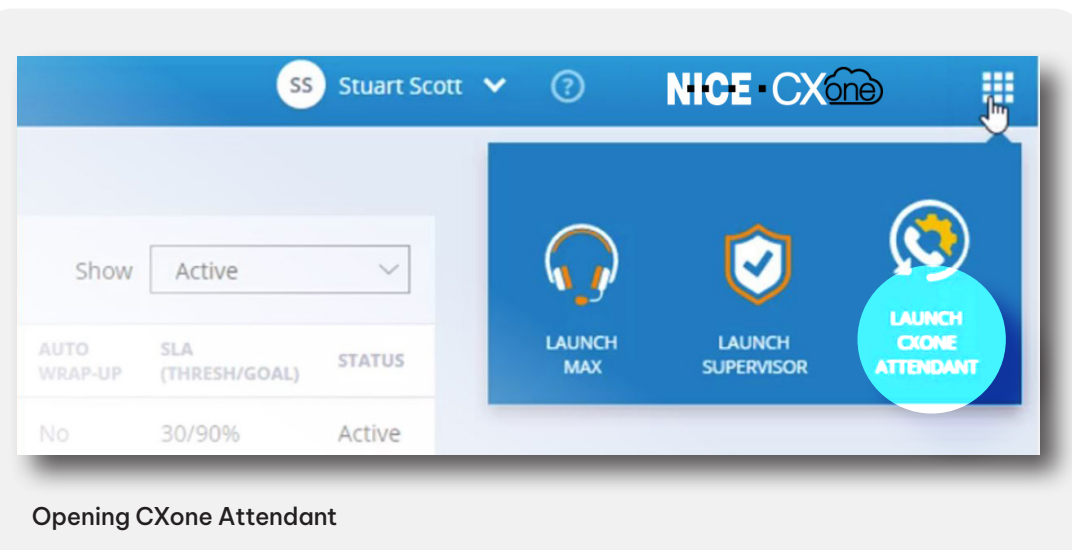 SS Stuart Scott ? NICE·CXone
Show Active
AUTO SLA STATUS
WRAP-UP (THRESH/GOAL)
No 30/90% Active
LAUNCH
MAX
LAUNCH
SUPERVISOR
LAUNCH
CXONE
ATTENDANT
Opening CXone Attendant